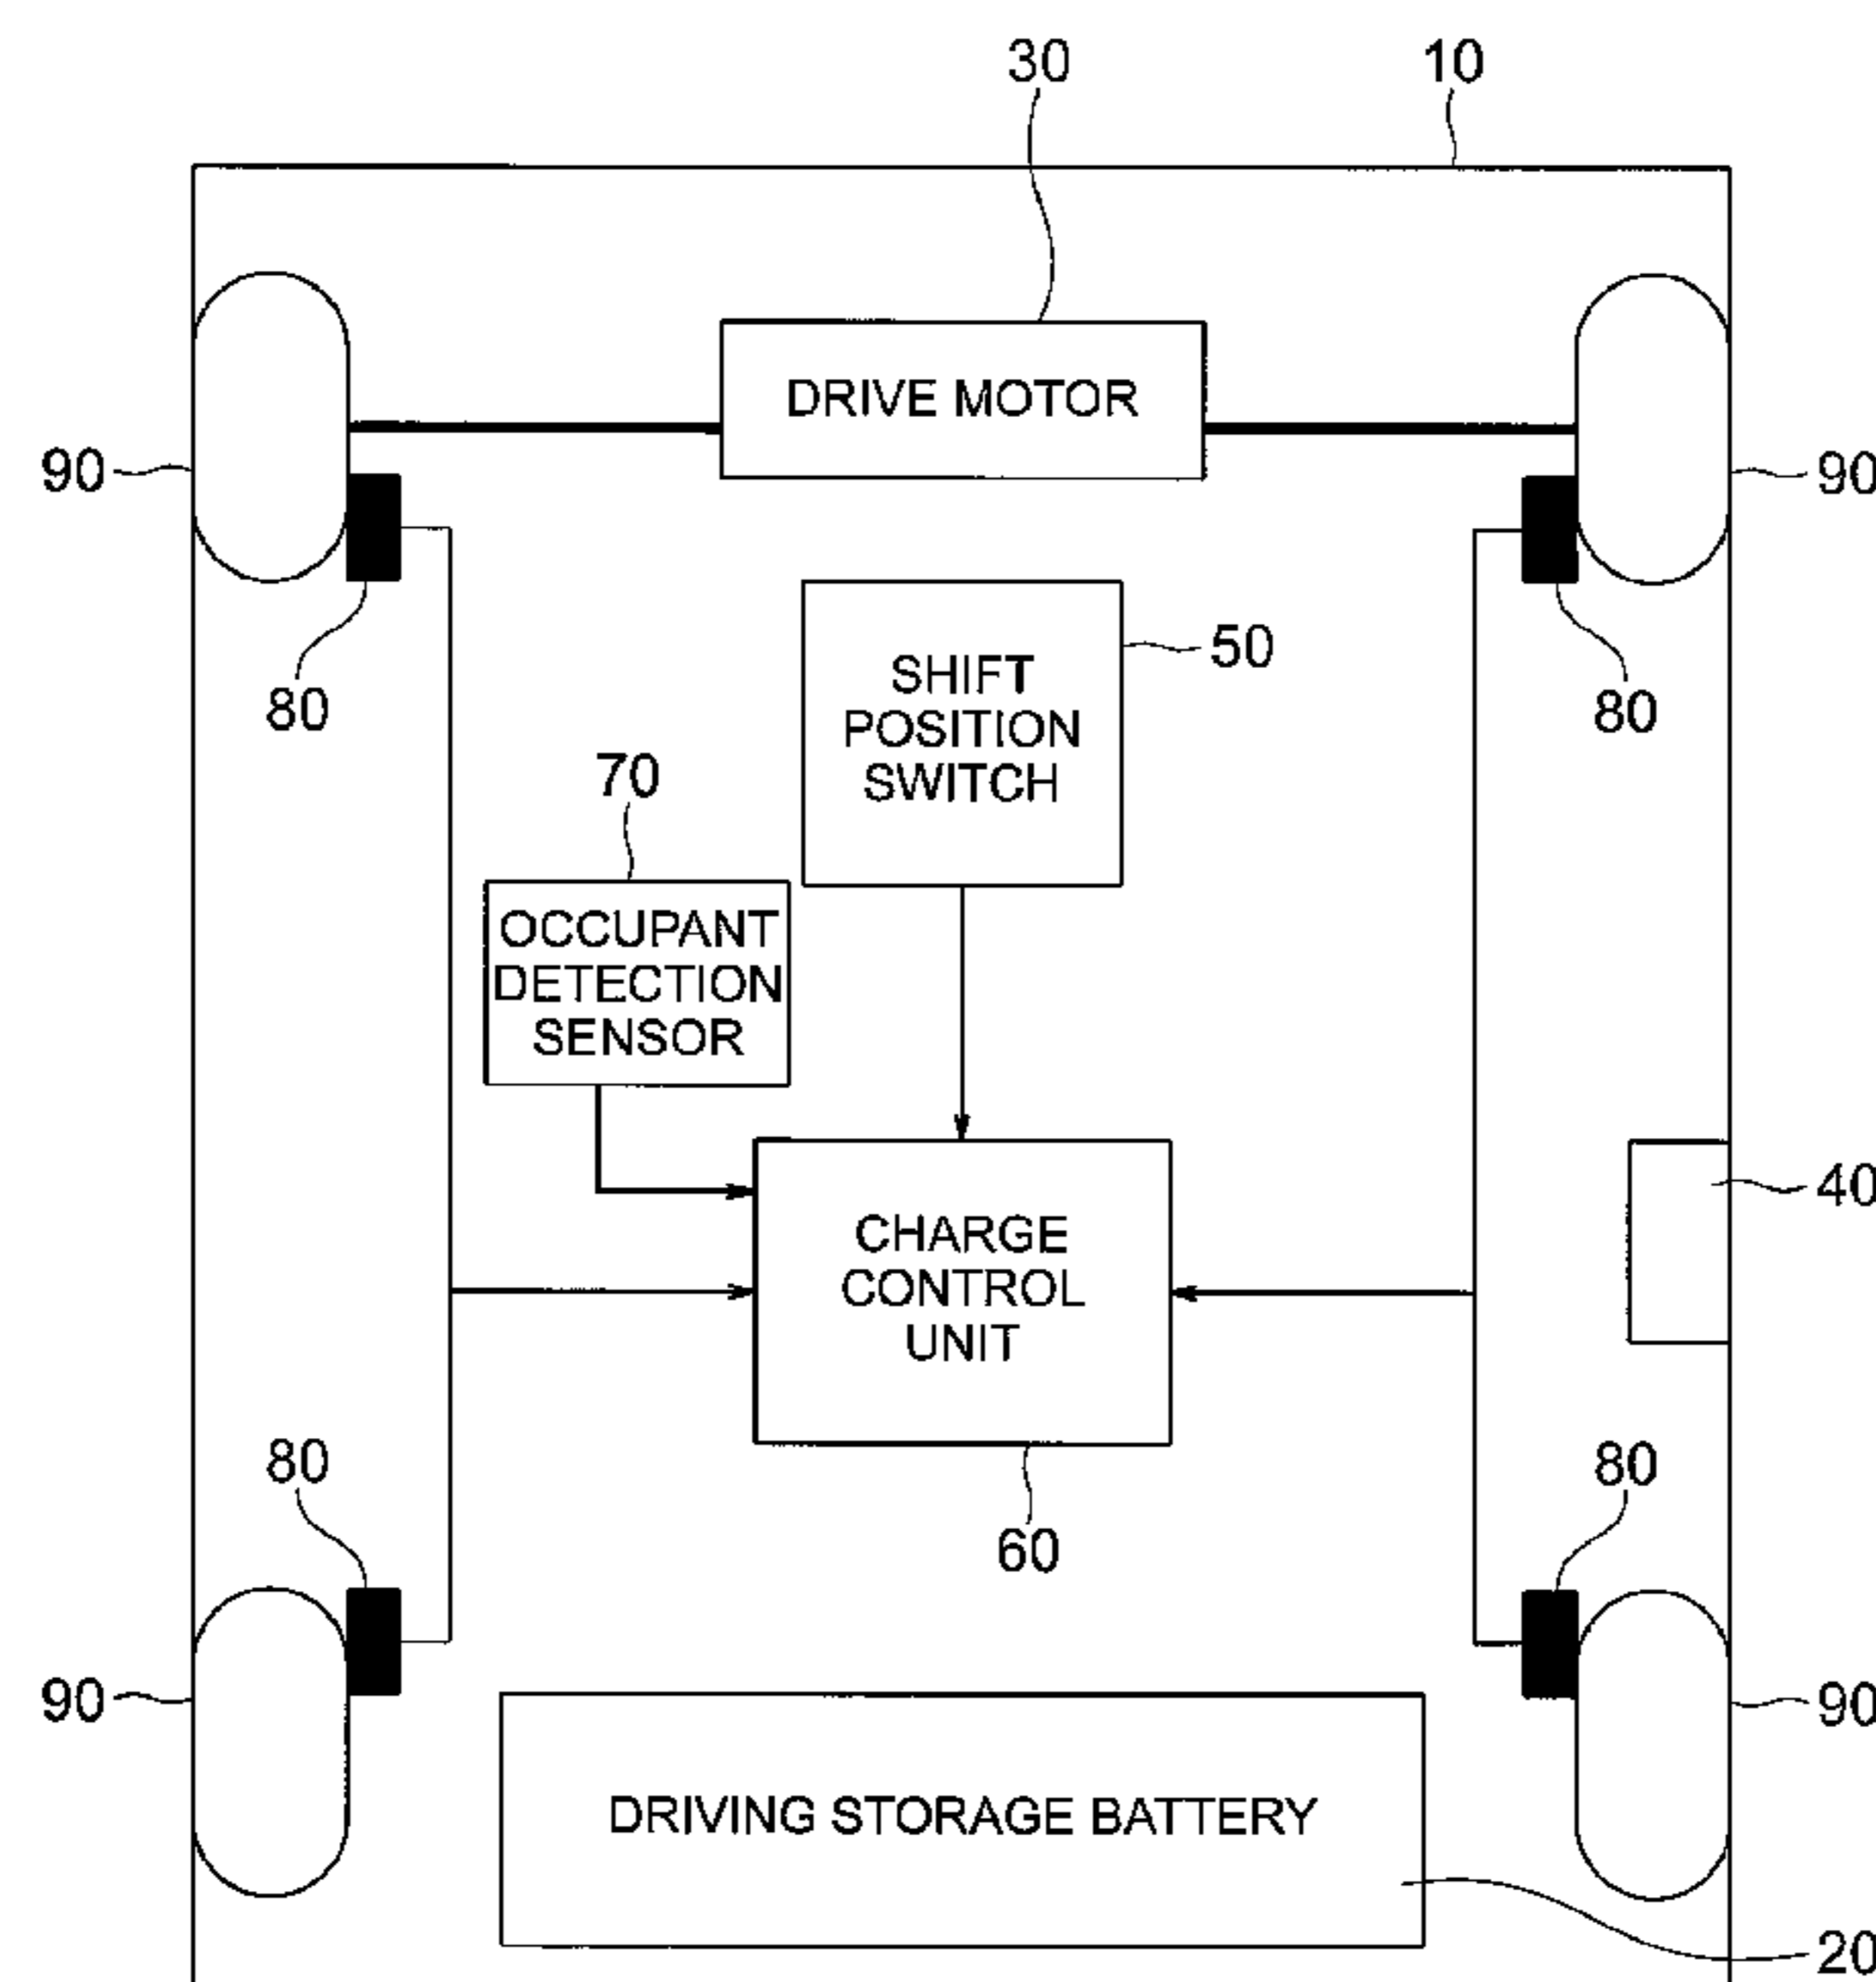 30
10
DRIVE MOTOR
90
90
80
80
SHIFT
POSITION
SWITCH
50
70
OCCUPANT
DETECTION
SENSOR
40
CHARGE
CONTROL
UNIT
80
80
60
90
90
DRIVING STORAGE BATTERY
20